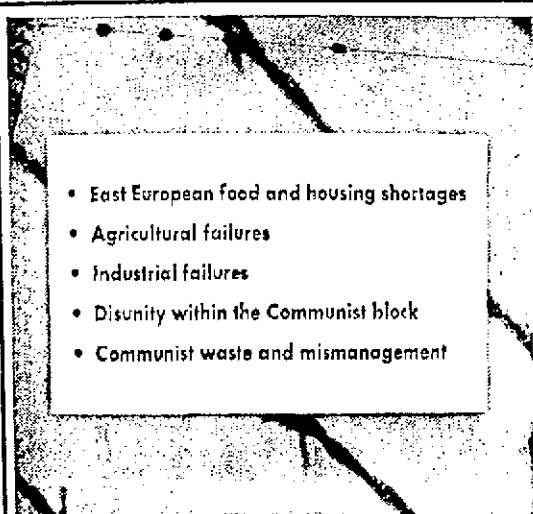 • East European food and housing shortages
• Agricultural failures
• Industrial failures
• Disunity within the Communist block
• Communist waste and mismanagement